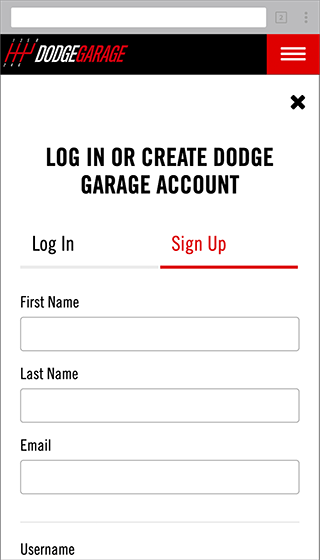 2
DODGEGARAGE
LOG IN OR CREATE DODGE
GARAGE ACCOUNT
Log In
Sign Up
First Name
Last Name
Email
Username